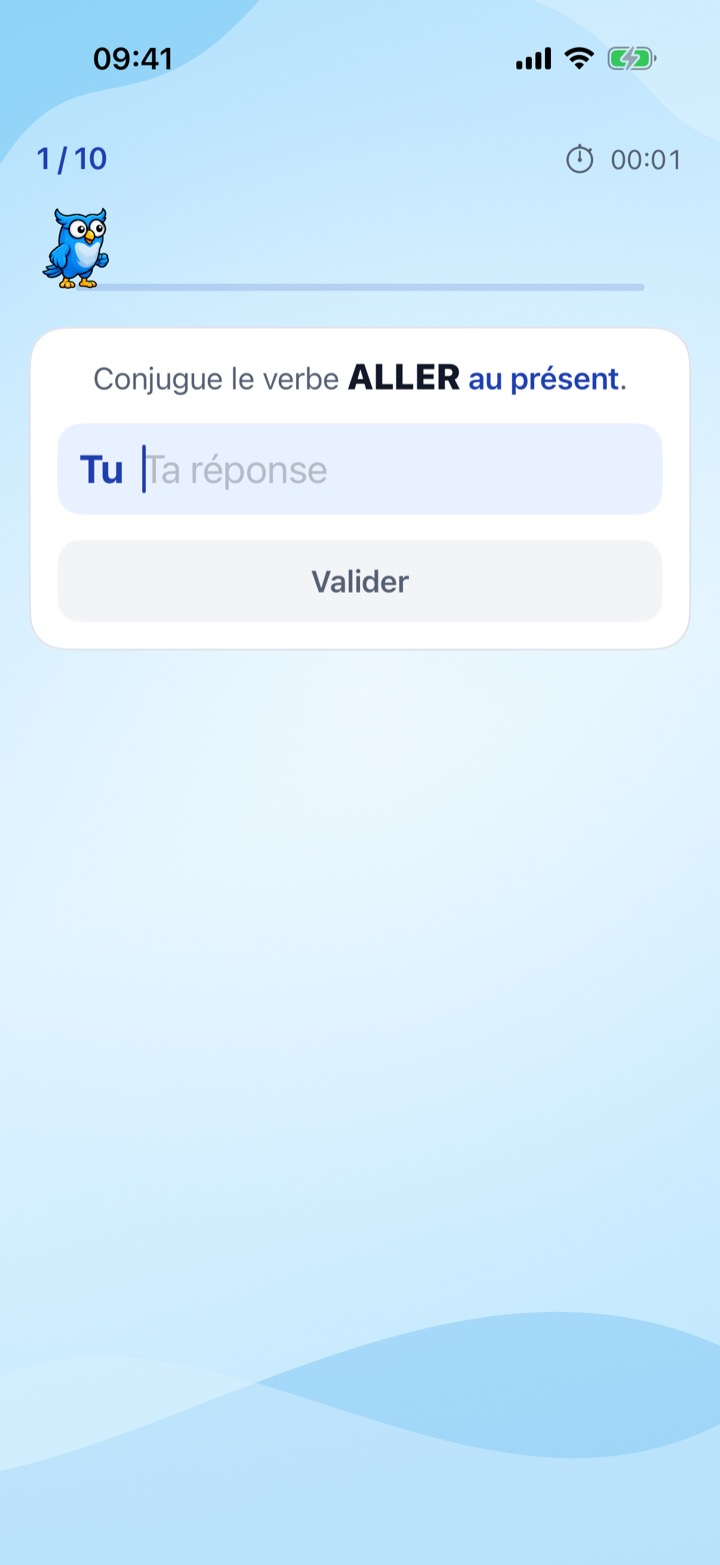 09:41
1 / 10
00:01
Conjugue le verbe ALLER au présent.
Tu Ta réponse
Valider